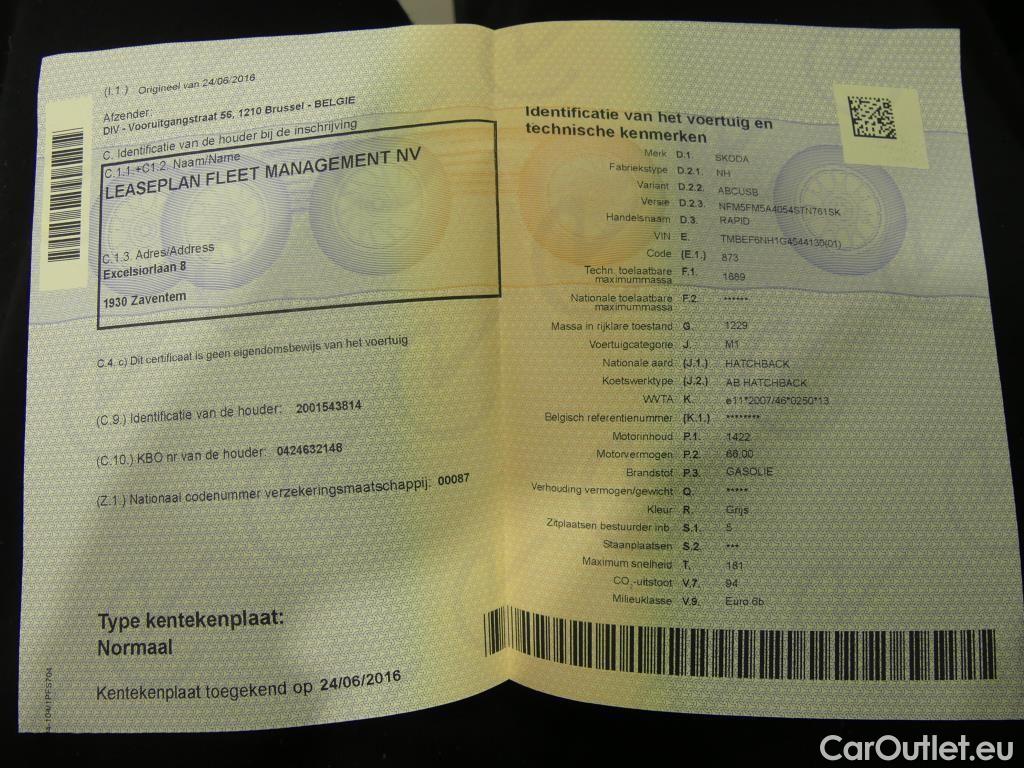 (I.1.) Origineel van 24/06/2016
Afzender:
DIV - Vooruitgangstraat 56, 1210 Brussel - BELGIE
C. Identificatie van de houder bij de inschrijving
C.1.1.+C1.2. Naam/Name
LEASEPLAN FLEET MANAGEMENT NV
C.1.3. Adres/Address
Excelsiorlaan 8
1930 Zaventem
C.4. c) Dit certificaat is geen eigendomsbewijs van het voertuig
(C.9.) Identificatie van de houder: 2001543814
(C.10.) KBO nr van de houder: 0424632148
(Z.1.) Nationaal codenummer verzekeringsmaatschappij: 00087
Type kentekenplaat:
Normaal
Kentekenplaat toegekend op 24/06/2016
Identificatie van het voertuig en
technische kenmerken
Merk D.1. SKODA
Fabriekstype D.2.1. NH
Variant D.2.2. ABCUSB
Versie D.2.3. NFM5FM5A4054STN761SK
Handelsnaam D.3. RAPID
VIN E. TMBEF6NH1G4544130(01)
Code (E.1.) 873
Techn. toelaatbare F.1. 1689
maximummassa
Nationale toelaatbare F.2. ******
maximummassa
Massa in rijklare toestand G. 1229
Voertuigcategorie J. M1
Nationale aard (J.1.) HATCHBACK
Koetswerktype (J.2.) AB HATCHBACK
WVTA K. e11*2007/46*0250*13
Belgisch referentienummer (K.1.) ********
Motorinhoud P.1. 1422
Motorvermogen P.2. 66.00
Brandstof P.3. GASOLIE
Verhouding vermogen/gewicht Q. *****
Kleur R. Grijs
Zitplaatsen bestuurder inb. S.1. 5
Staanplaatsen S.2. ***
Maximum snelheid T. 181
CO₂-uitstoot V.7. 94
Milieuklasse V.9. Euro 6b
CarOutlet.eu